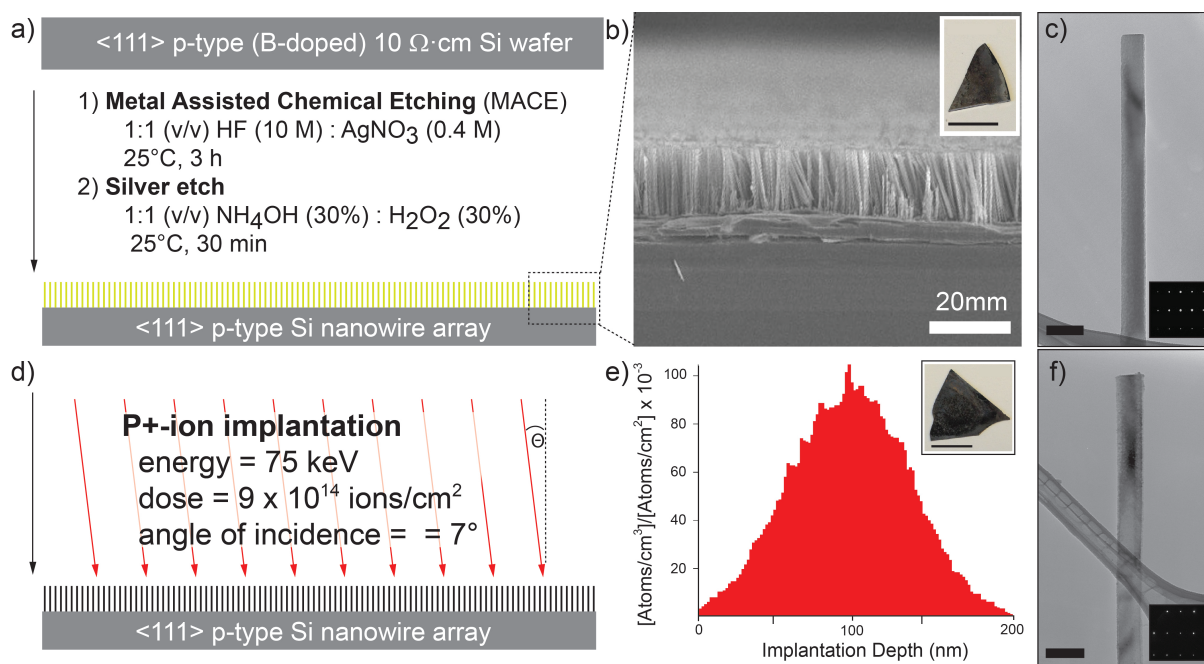 a)
<111> p-type (B-doped) 10 Ω·cm Si wafer
1) Metal Assisted Chemical Etching (MACE)
1:1 (v/v) HF (10 M) : AgNO3 (0.4 M)
25°C, 3 h
2) Silver etch
1:1 (v/v) NH4OH (30%) : H2O2 (30%)
25°C, 30 min
<111> p-type Si nanowire array
b)
20mm
c)
d)
P+-ion implantation
energy = 75 keV
dose = 9 x 10^14 ions/cm^2
angle of incidence = = 7°
Θ
<111> p-type Si nanowire array
e)
[Atoms/cm^3]/[Atoms/cm^2] x 10^-3
100
80
60
40
20
0
100
200
Implantation Depth (nm)
f)